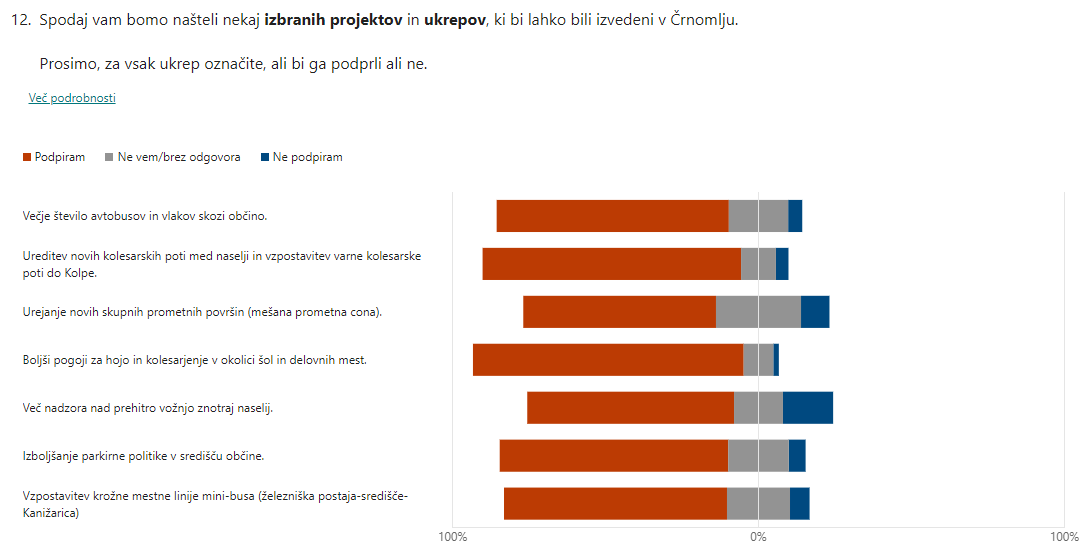 12. Spodaj vam bomo našteli nekaj izbranih projektov in ukrepov, ki bi lahko bili izvedeni v Črnomlju.
Prosimo, za vsak ukrep označite, ali bi ga podprli ali ne.
Več podrobnosti
Podpiram
Ne vem/brez odgovora
Ne podpiram
Večje število avtobusov in vlakov skozi občino.
Ureditev novih kolesarskih poti med naselji in vzpostavitev varne kolesarske
poti do Kolpe.
Urejanje novih skupnih prometnih površin (mešana prometna cona).
Boljši pogoji za hojo in kolesarjenje v okolici šol in delovnih mest.
Več nadzora nad prehitro vožnjo znotraj naselij.
Izboljšanje parkirne politike v središču občine.
Vzpostavitev krožne mestne linije mini-busa (železniška postaja-središče-
Kanižarica)
100%
0%
100%